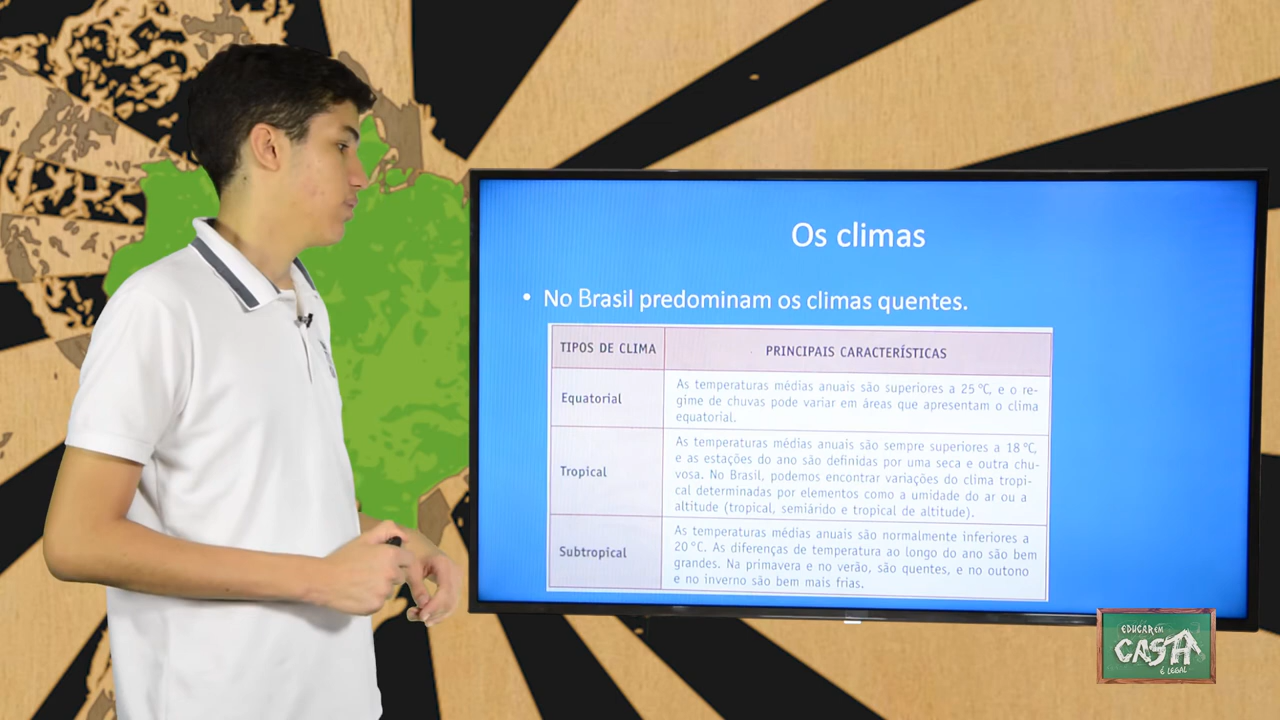 Os climas
• No Brasil predominam os climas quentes.
TIPOS DE CLIMA
PRINCIPAIS CARACTERÍSTICAS
Equatorial
As temperaturas médias anuais são superiores a 25 °C, e o re-
gime de chuvas pode variar em áreas que apresentam o clima
equatorial.
Tropical
As temperaturas médias anuais são sempre superiores a 18 °C,
e as estações do ano são definidas por uma seca e outra chu-
vosa. No Brasil, podemos encontrar variações do clima tropi-
cal determinadas por elementos como a umidade do ar ou a
altitude (tropical, semiárido e tropical de altitude).
Subtropical
As temperaturas médias anuais são normalmente inferiores a
20 °C. As diferenças de temperatura ao longo do ano são bem
grandes. Na primavera e no verão, são quentes, e no outono
e no inverno são bem mais frias.
EDUCAR EM
CASA
É LEGAL